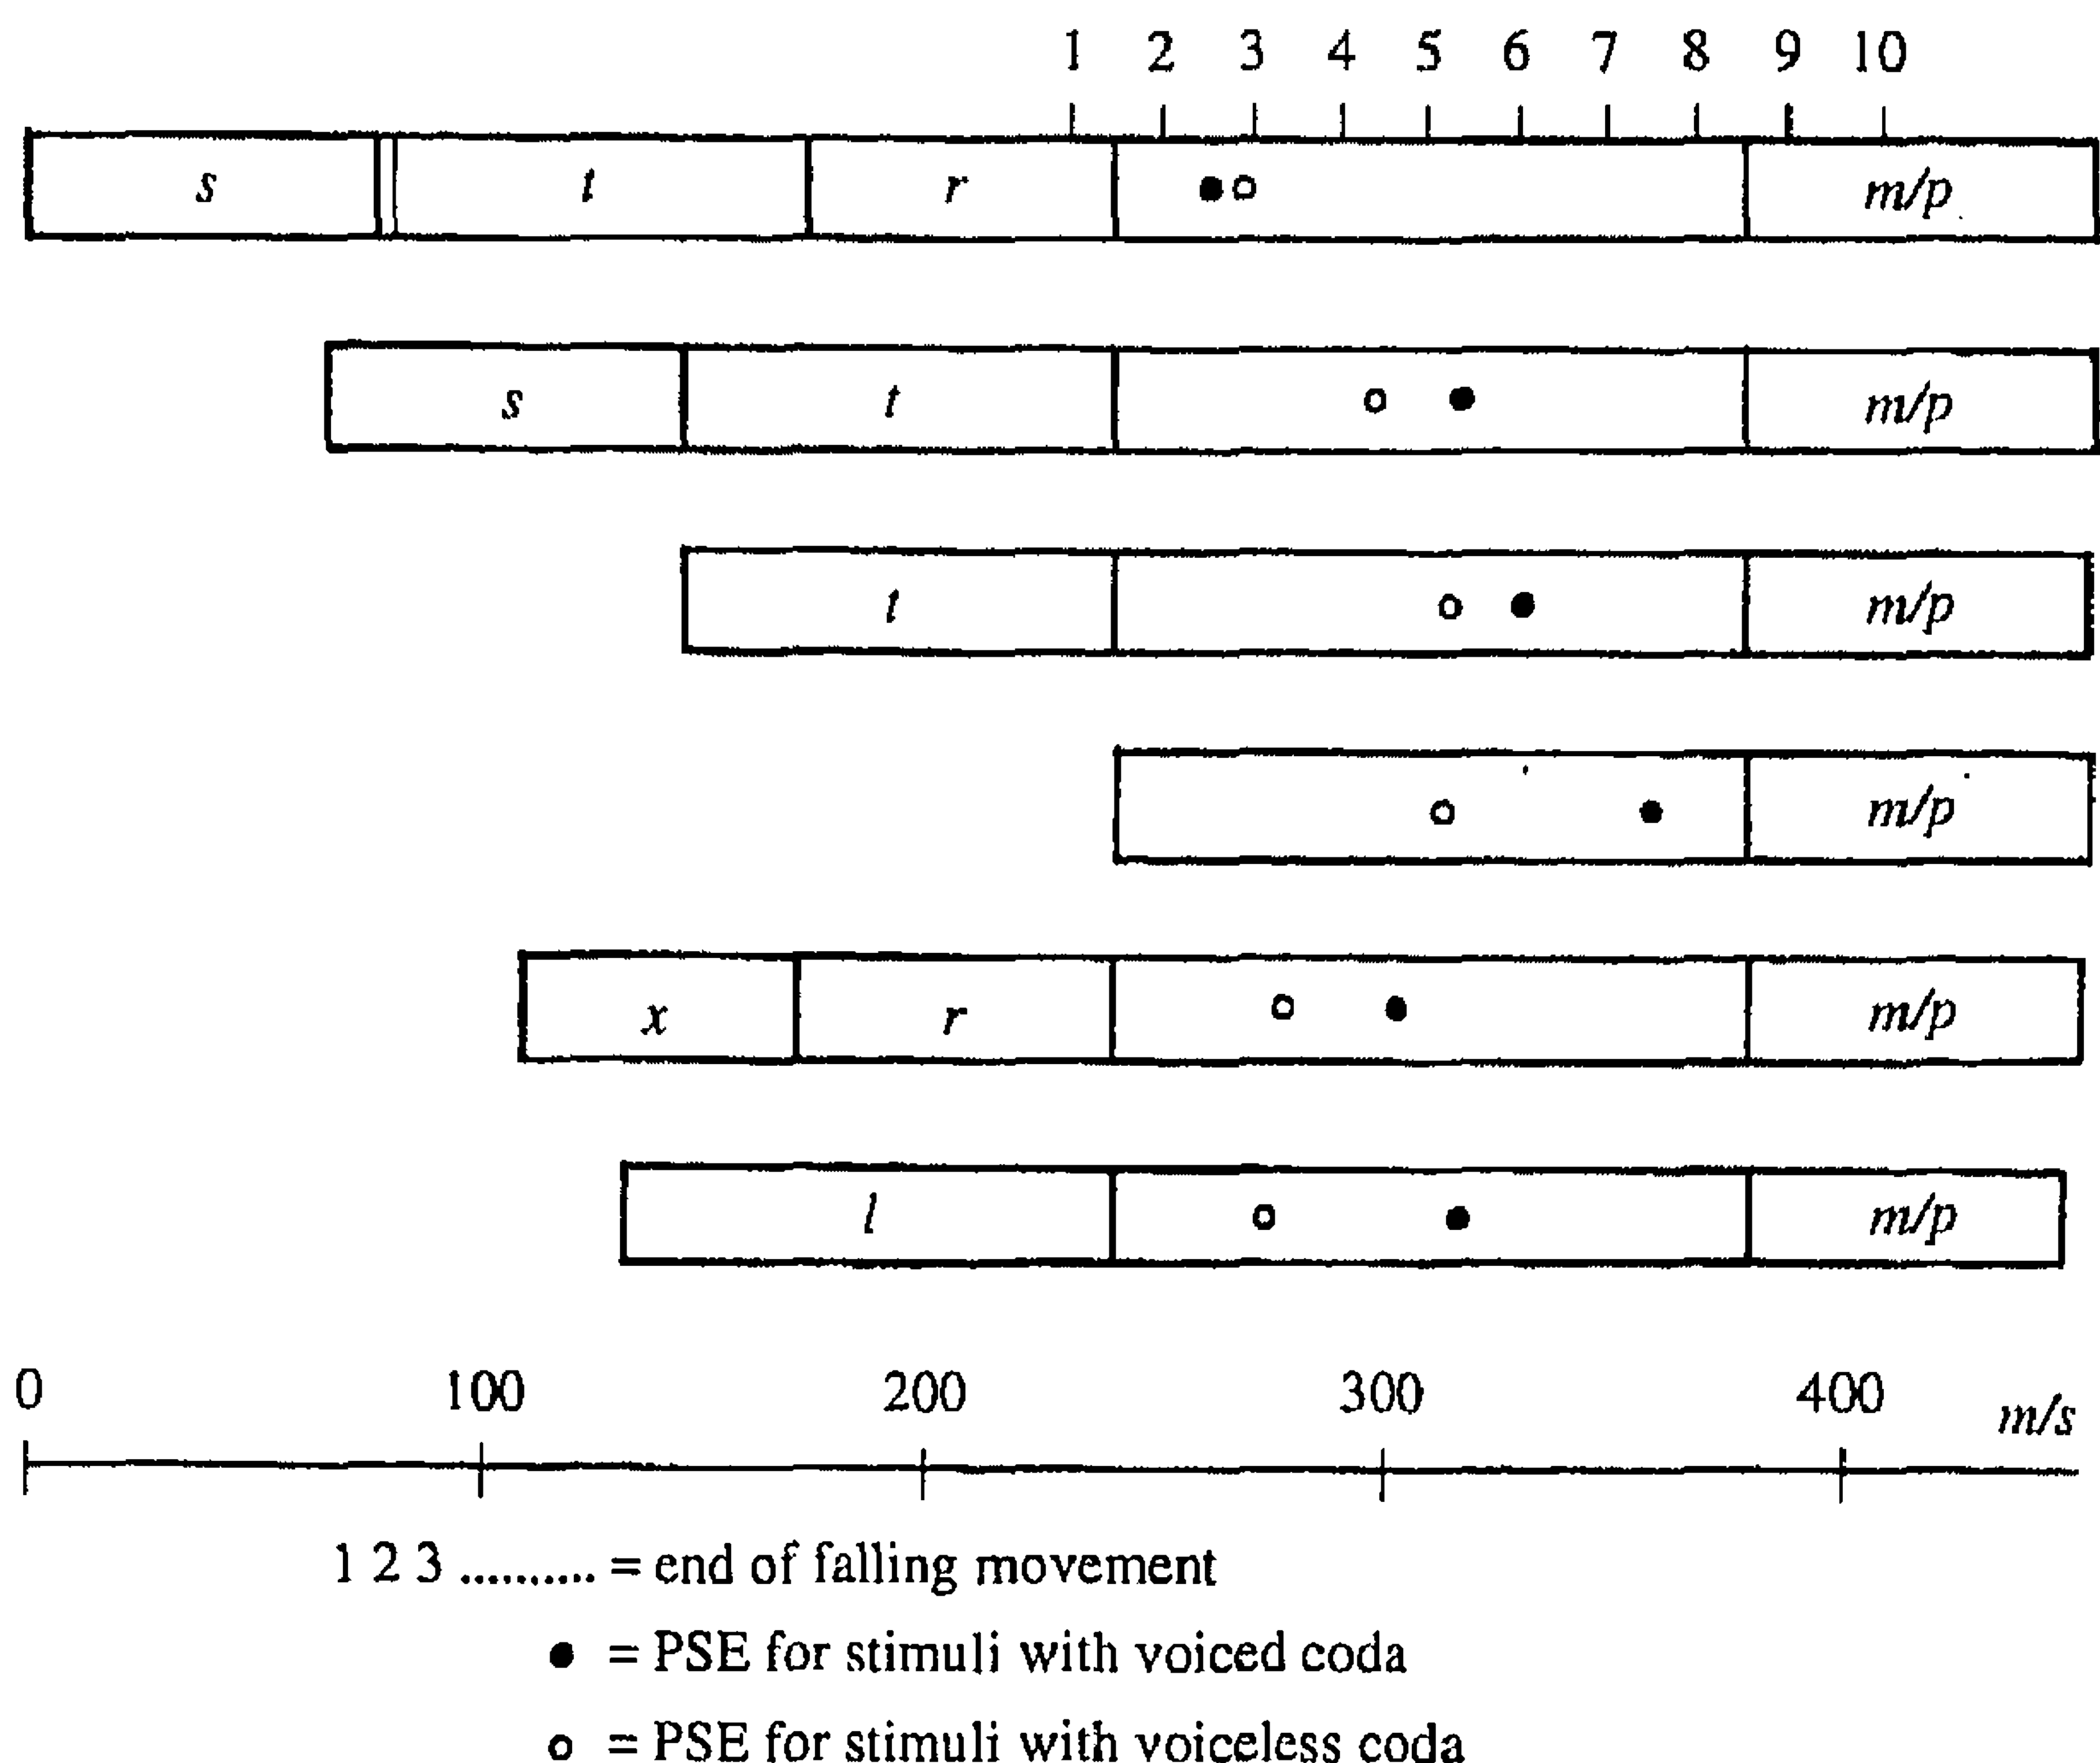 1 2 3 4 5 6 7 8 9 10
s t r m/p
s t m/p
t m/p
m/p
x r m/p
l m/p
0 100 200 300 400 m/s
1 2 3 .......... = end of falling movement
● = PSE for stimuli with voiced coda
o = PSE for stimuli with voiceless coda